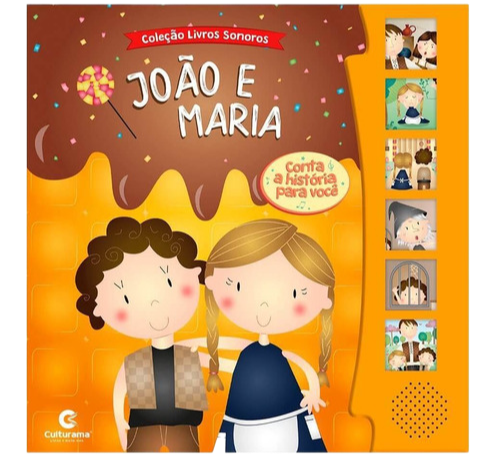 Coleção Livros Sonoros
JOÃO E
MARIA
Conta
a história
para você
Culturama